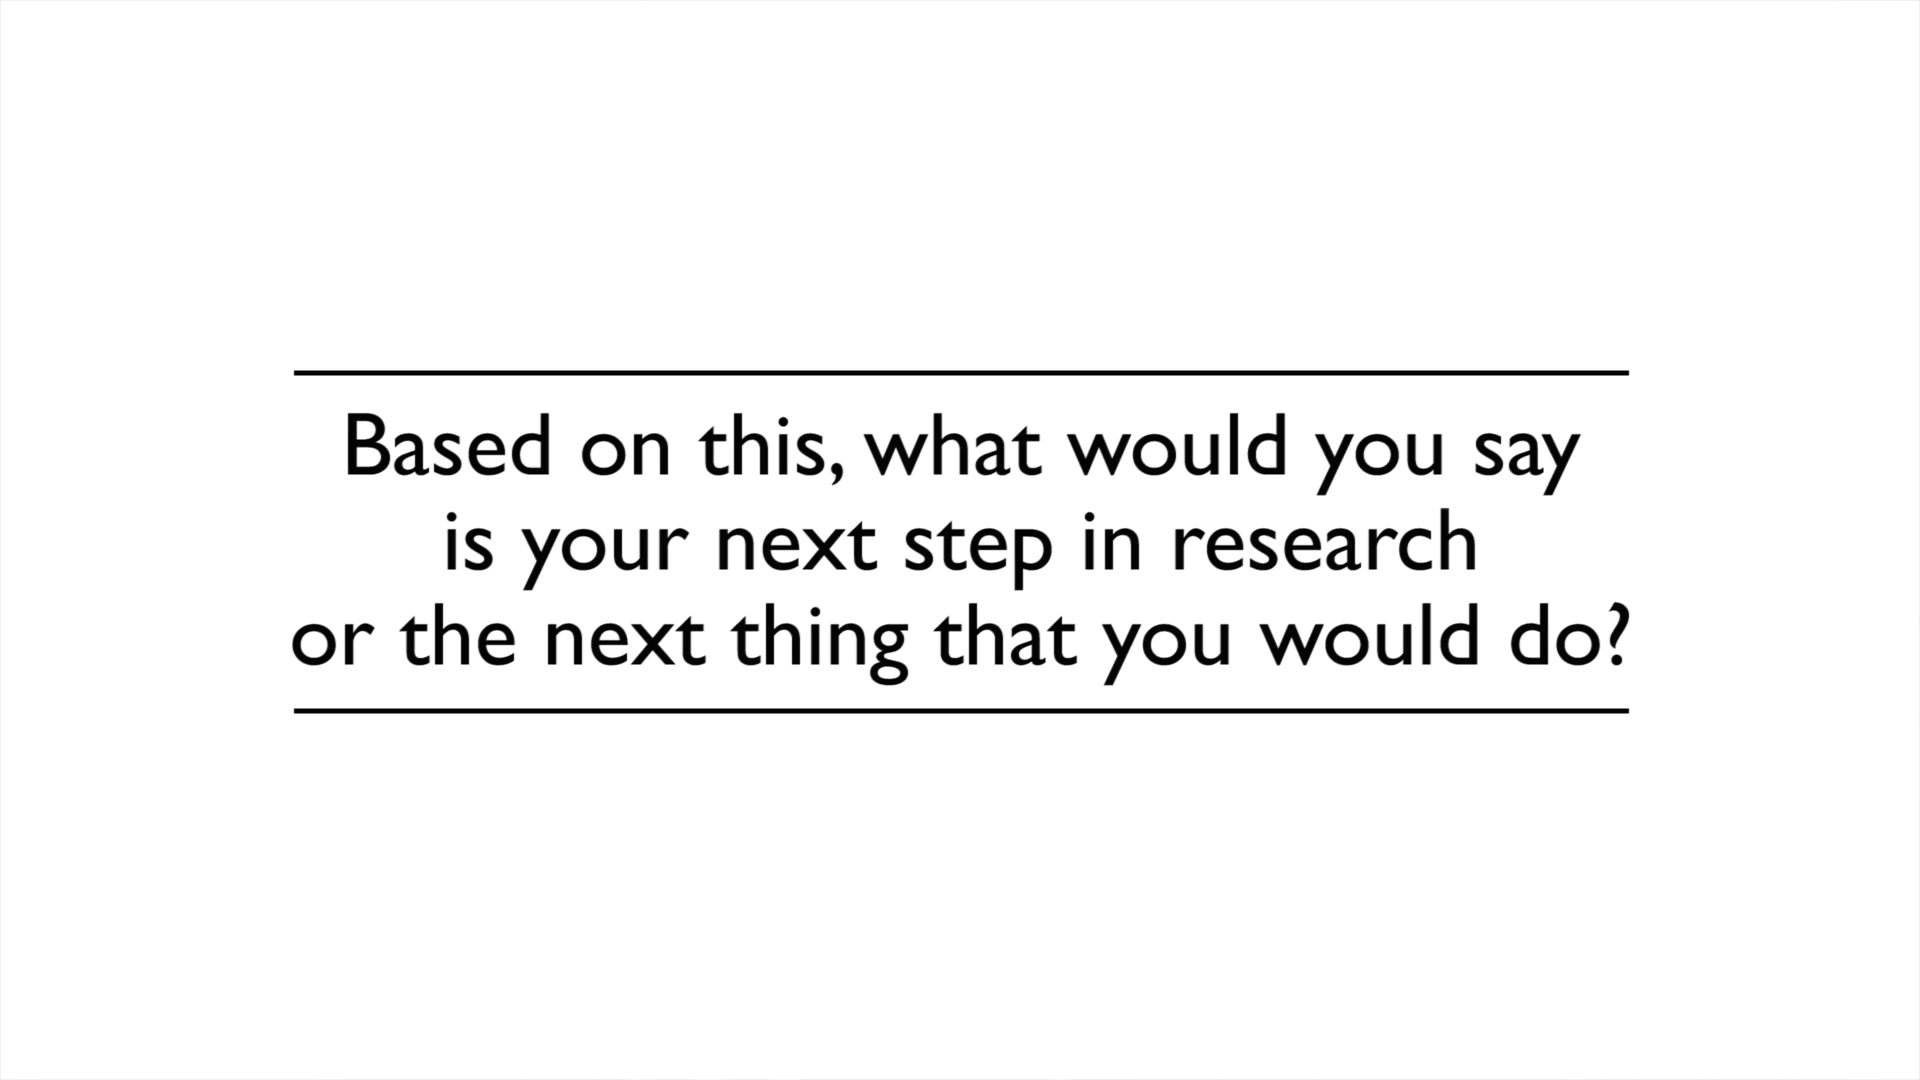 Based on this, what would you say
is your next step in research
or the next thing that you would do?